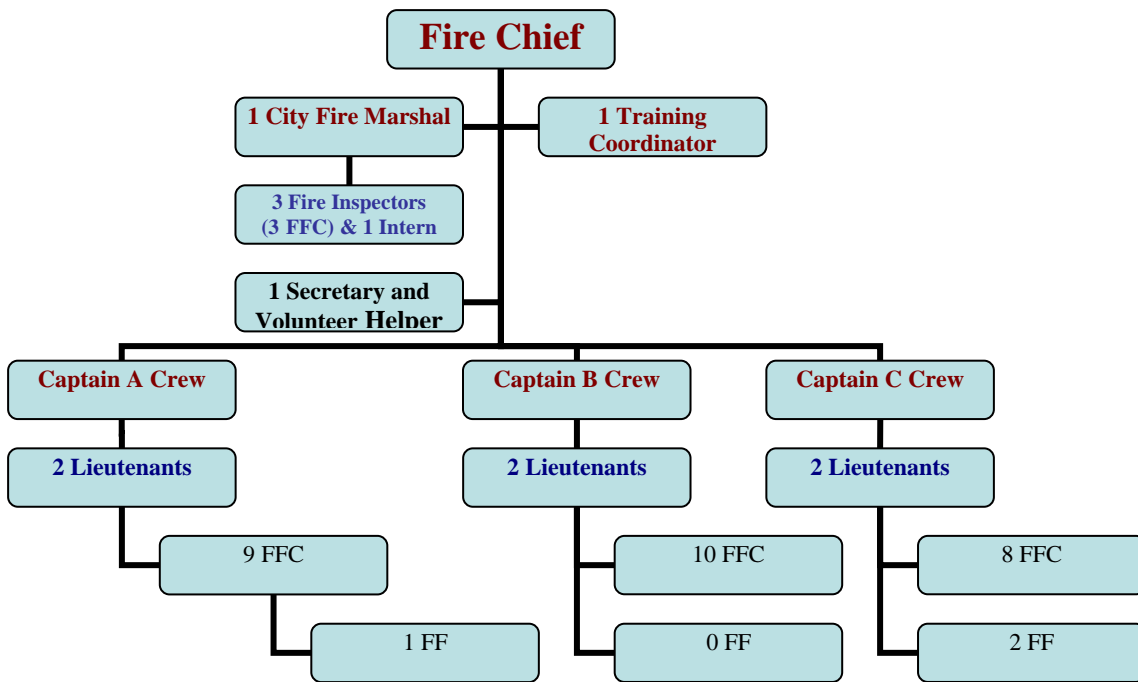 Fire Chief
1 City Fire Marshal
1 Training
Coordinator
3 Fire Inspectors
(3 FFC) & 1 Intern
1 Secretary and
Volunteer Helper
Captain A Crew
Captain B Crew
Captain C Crew
2 Lieutenants
2 Lieutenants
2 Lieutenants
9 FFC
10 FFC
8 FFC
1 FF
0 FF
2 FF